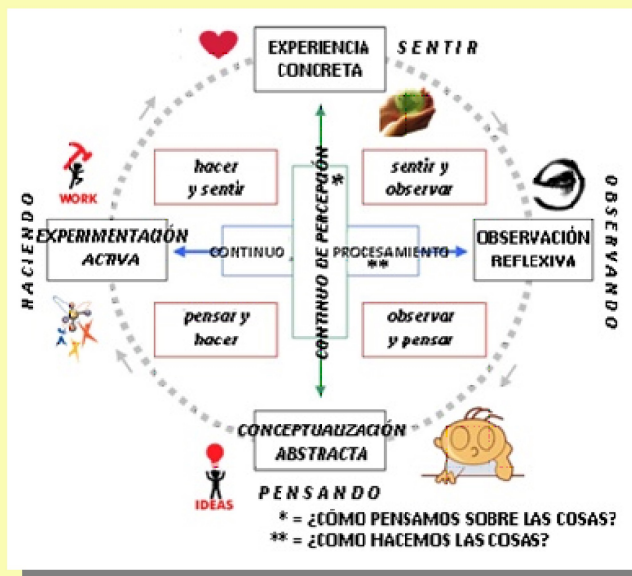 EXPERIENCIA
CONCRETA
SENTIR
hacer
y sentir
sentir y
observar
WORK
HACIENDO
EXPERIMENTACIÓN
ACTIVA
CONTINUO
CONTINUO DE PERCEPCIÓN *
PROCESAMIENTO
**
OBSERVACIÓN
REFLEXIVA
OBSERVANDO
pensar y
hacer
observar
y pensar
CONCEPTUALIZACIÓN
ABSTRACTA
IDEAS
PENSANDO
* = ¿CÓMO PENSAMOS SOBRE LAS COSAS?
** = ¿COMO HACEMOS LAS COSAS?